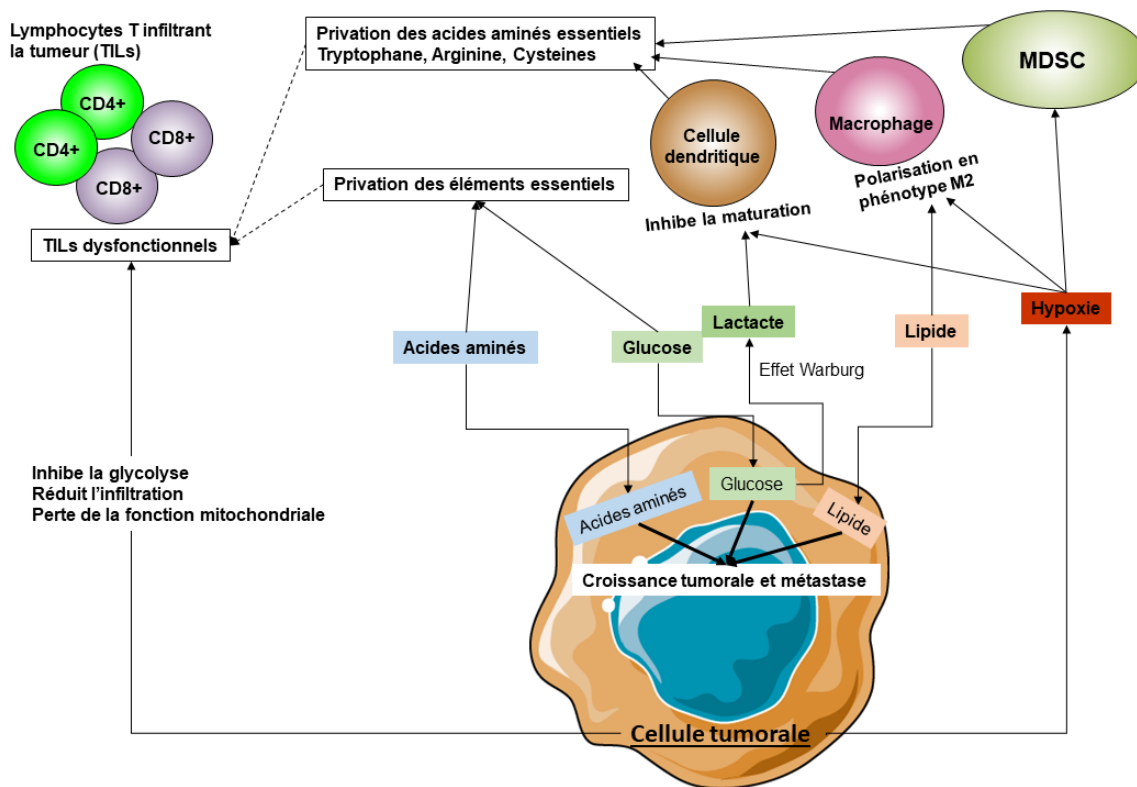 Lymphocytes T infiltrant
la tumeur (TILs)
CD4+
CD4+
CD8+
CD8+
TILs dysfonctionnels
Privation des acides aminés essentiels
Tryptophane, Arginine, Cysteines
Privation des éléments essentiels
Cellule
dendritique
Inhibe la maturation
Macrophage
Polarisation en
phénotype M2
MDSC
Acides aminés
Glucose
Lactacte
Lipide
Hypoxie
Effet Warburg
Inhibe la glycolyse
Réduit l'infiltration
Perte de la fonction mitochondriale
Acides aminés
Glucose
Lipide
Croissance tumorale et métastase
Cellule tumorale